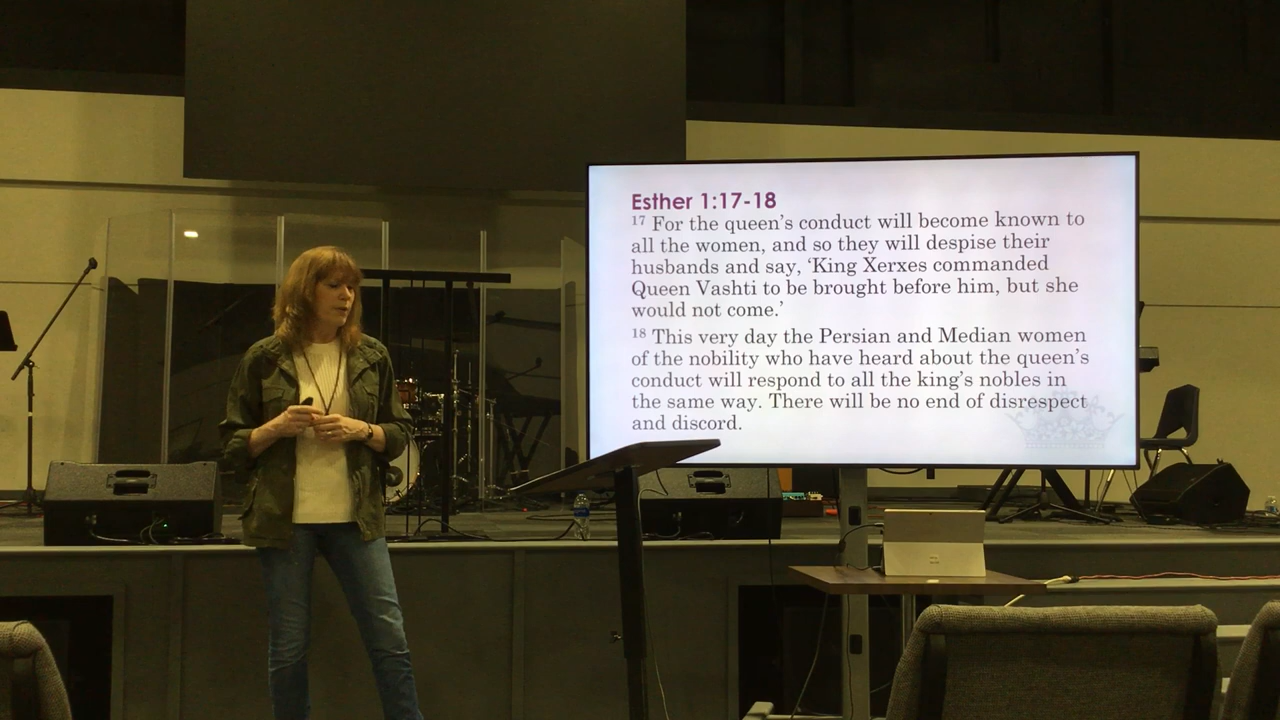 Esther 1:17-18
17 For the queen's conduct will become known to
all the women, and so they will despise their
husbands and say, ‘King Xerxes commanded
Queen Vashti to be brought before him, but she
would not come.’
18 This very day the Persian and Median women
of the nobility who have heard about the queen's
conduct will respond to all the king's nobles in
the same way. There will be no end of disrespect
and discord.